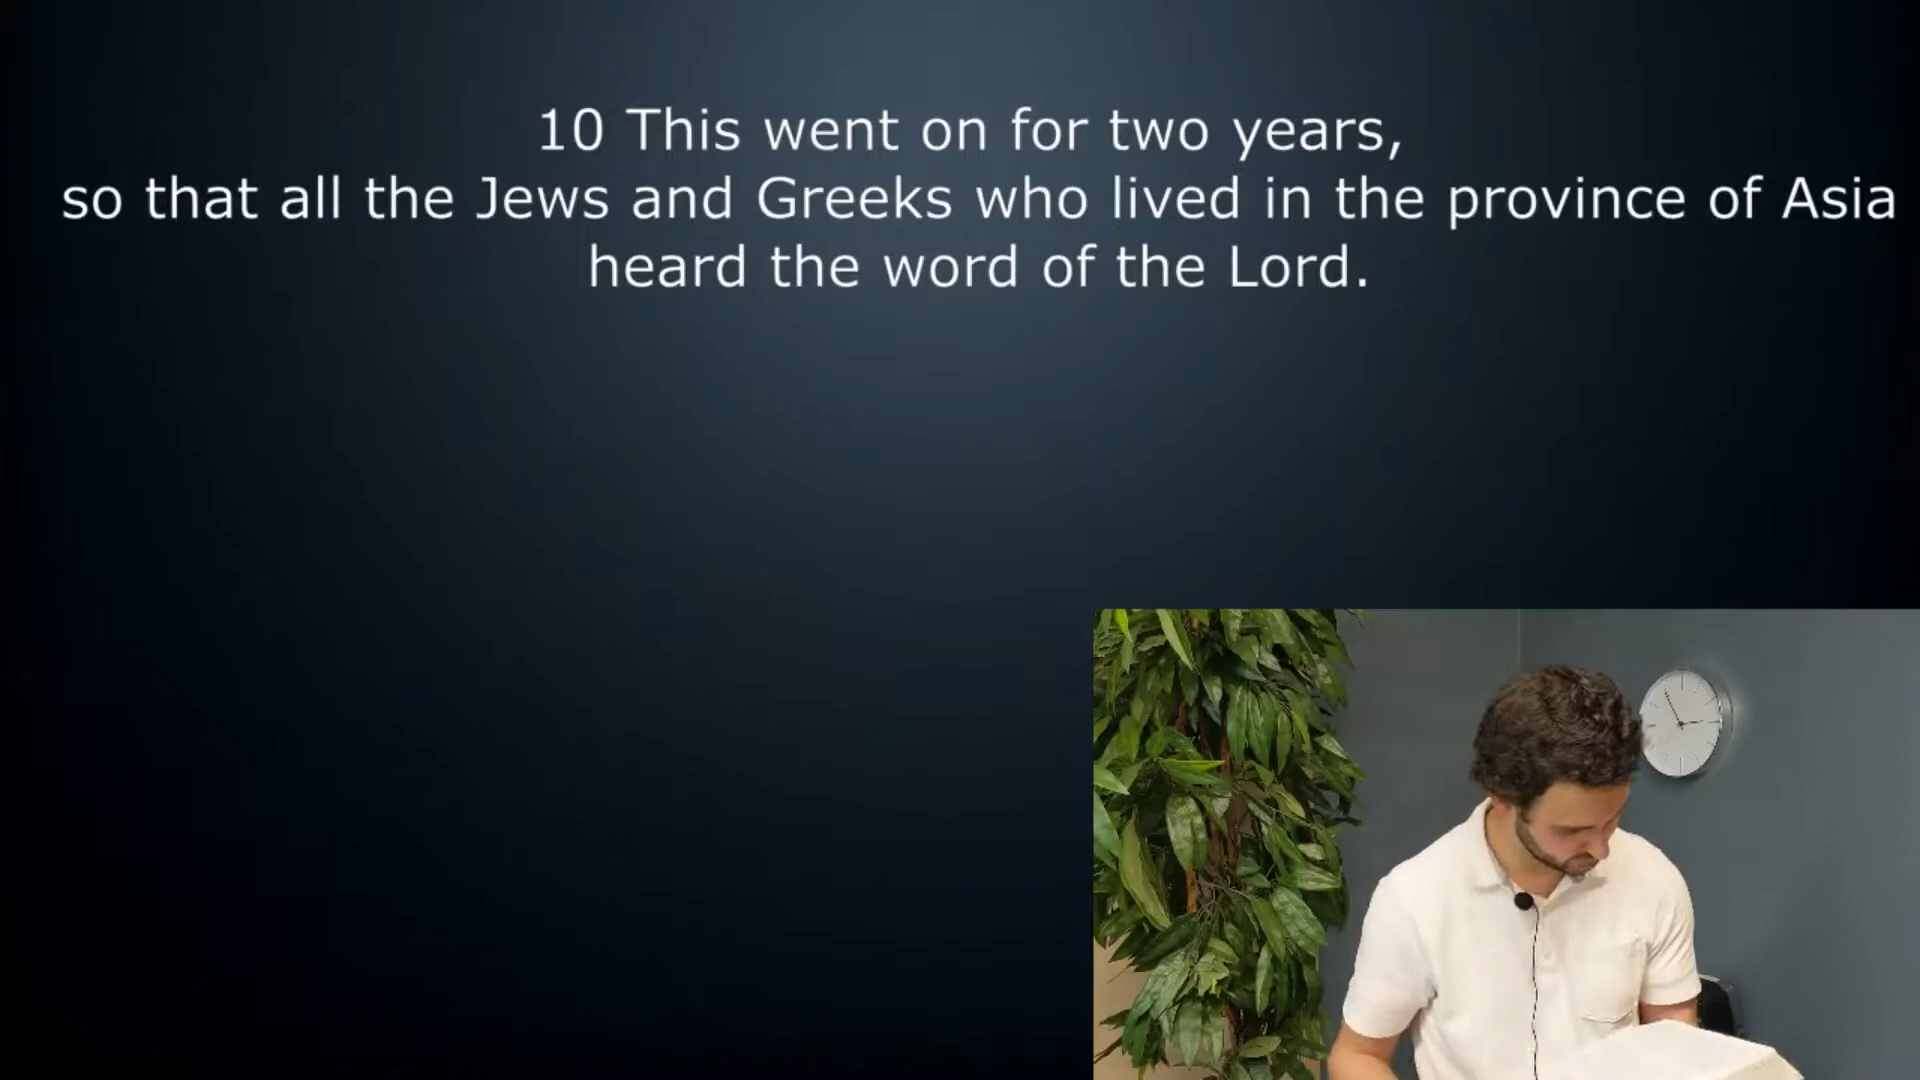 10 This went on for two years,
so that all the Jews and Greeks who lived in the province of Asia
heard the word of the Lord.